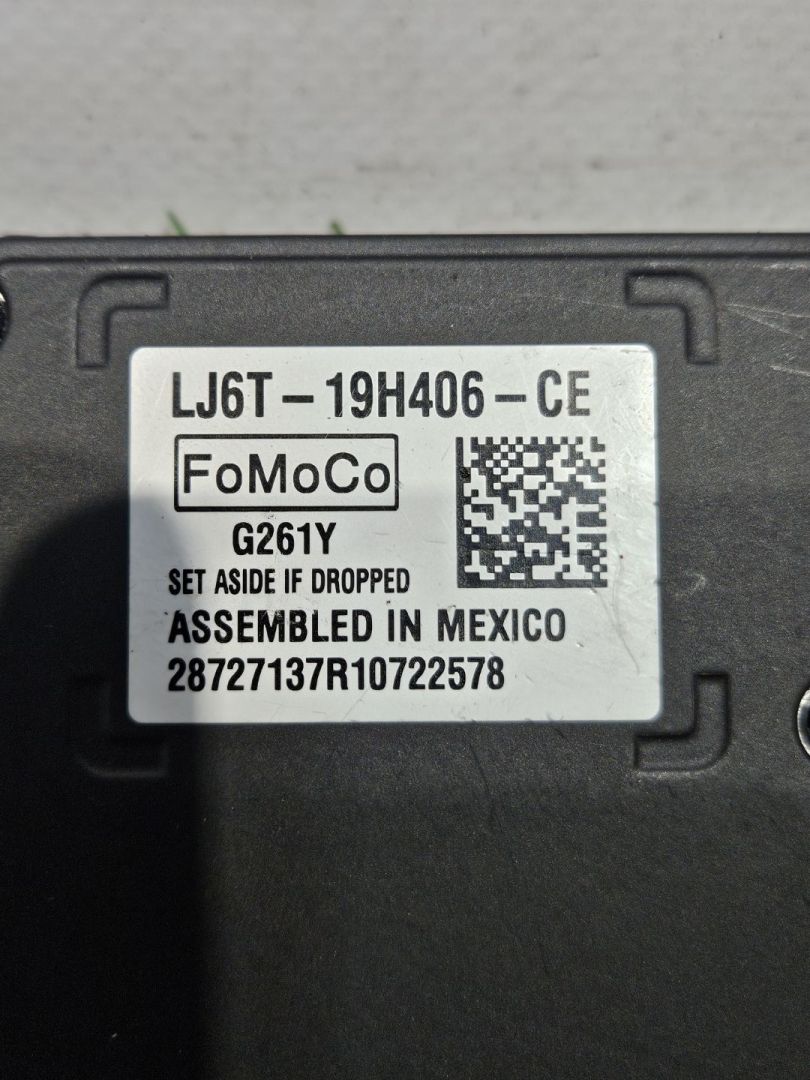 LJ6T-19H406-CE
FoMoCo
G261Y
SET ASIDE IF DROPPED
ASSEMBLED IN MEXICO
28727137R10722578